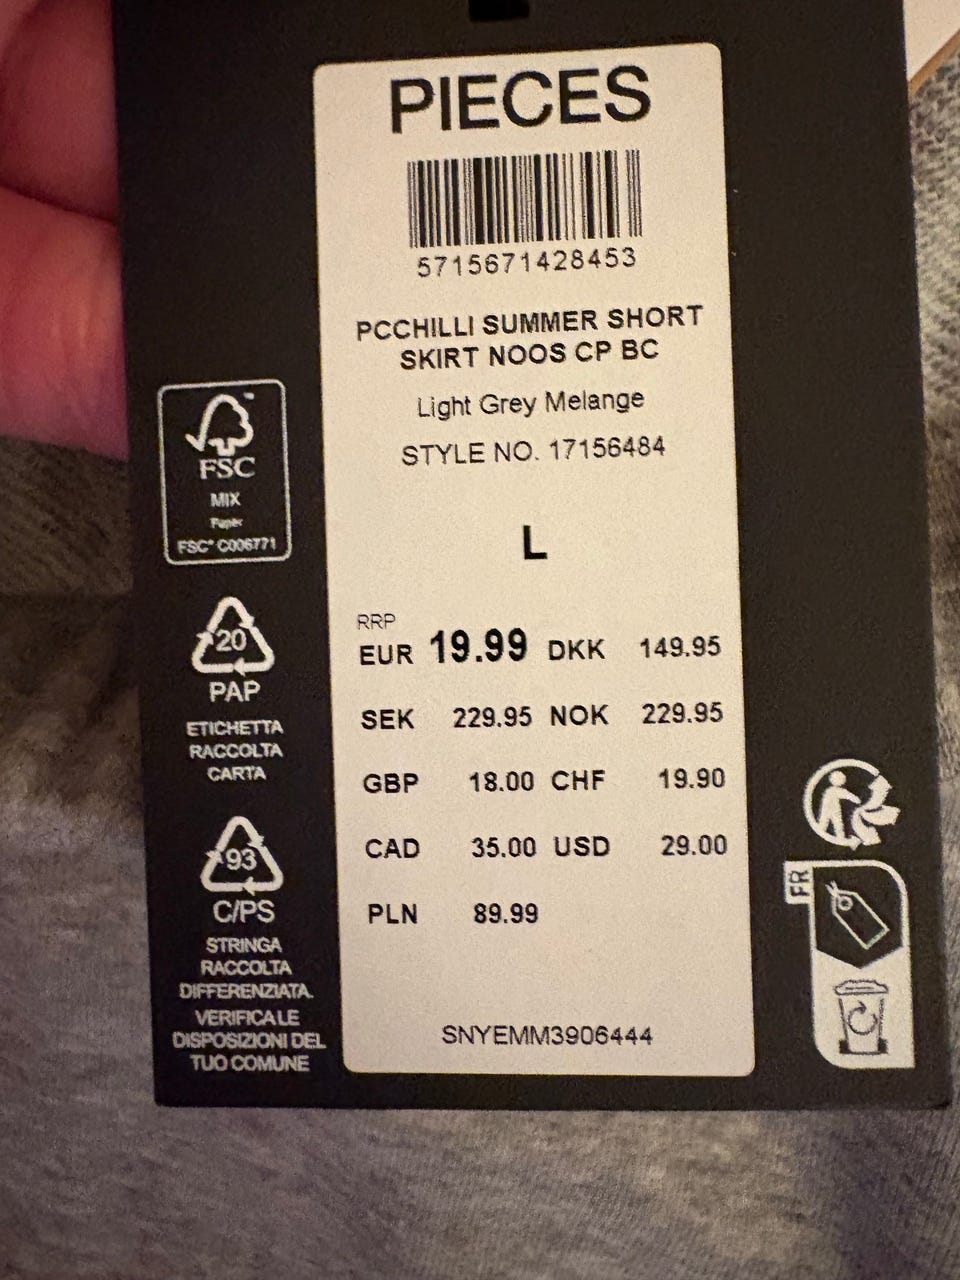 PIECES
5715671428453
PCCHILLI SUMMER SHORT
SKIRT NOOS CP BC
Light Grey Melange
STYLE NO. 17156484
L
RRP
EUR 19.99 DKK 149.95
SEK 229.95 NOK 229.95
GBP 18.00 CHF 19.90
CAD 35.00 USD 29.00
PLN 89.99
SNYEMM3906444
™
FSC
MIX
Paper
FSC® C006771
20
PAP
ETICHETTA
RACCOLTA
CARTA
93
C/PS
STRINGA
RACCOLTA
DIFFERENZIATA.
VERIFICA LE
DISPOSIZIONI DEL
TUO COMUNE
FR